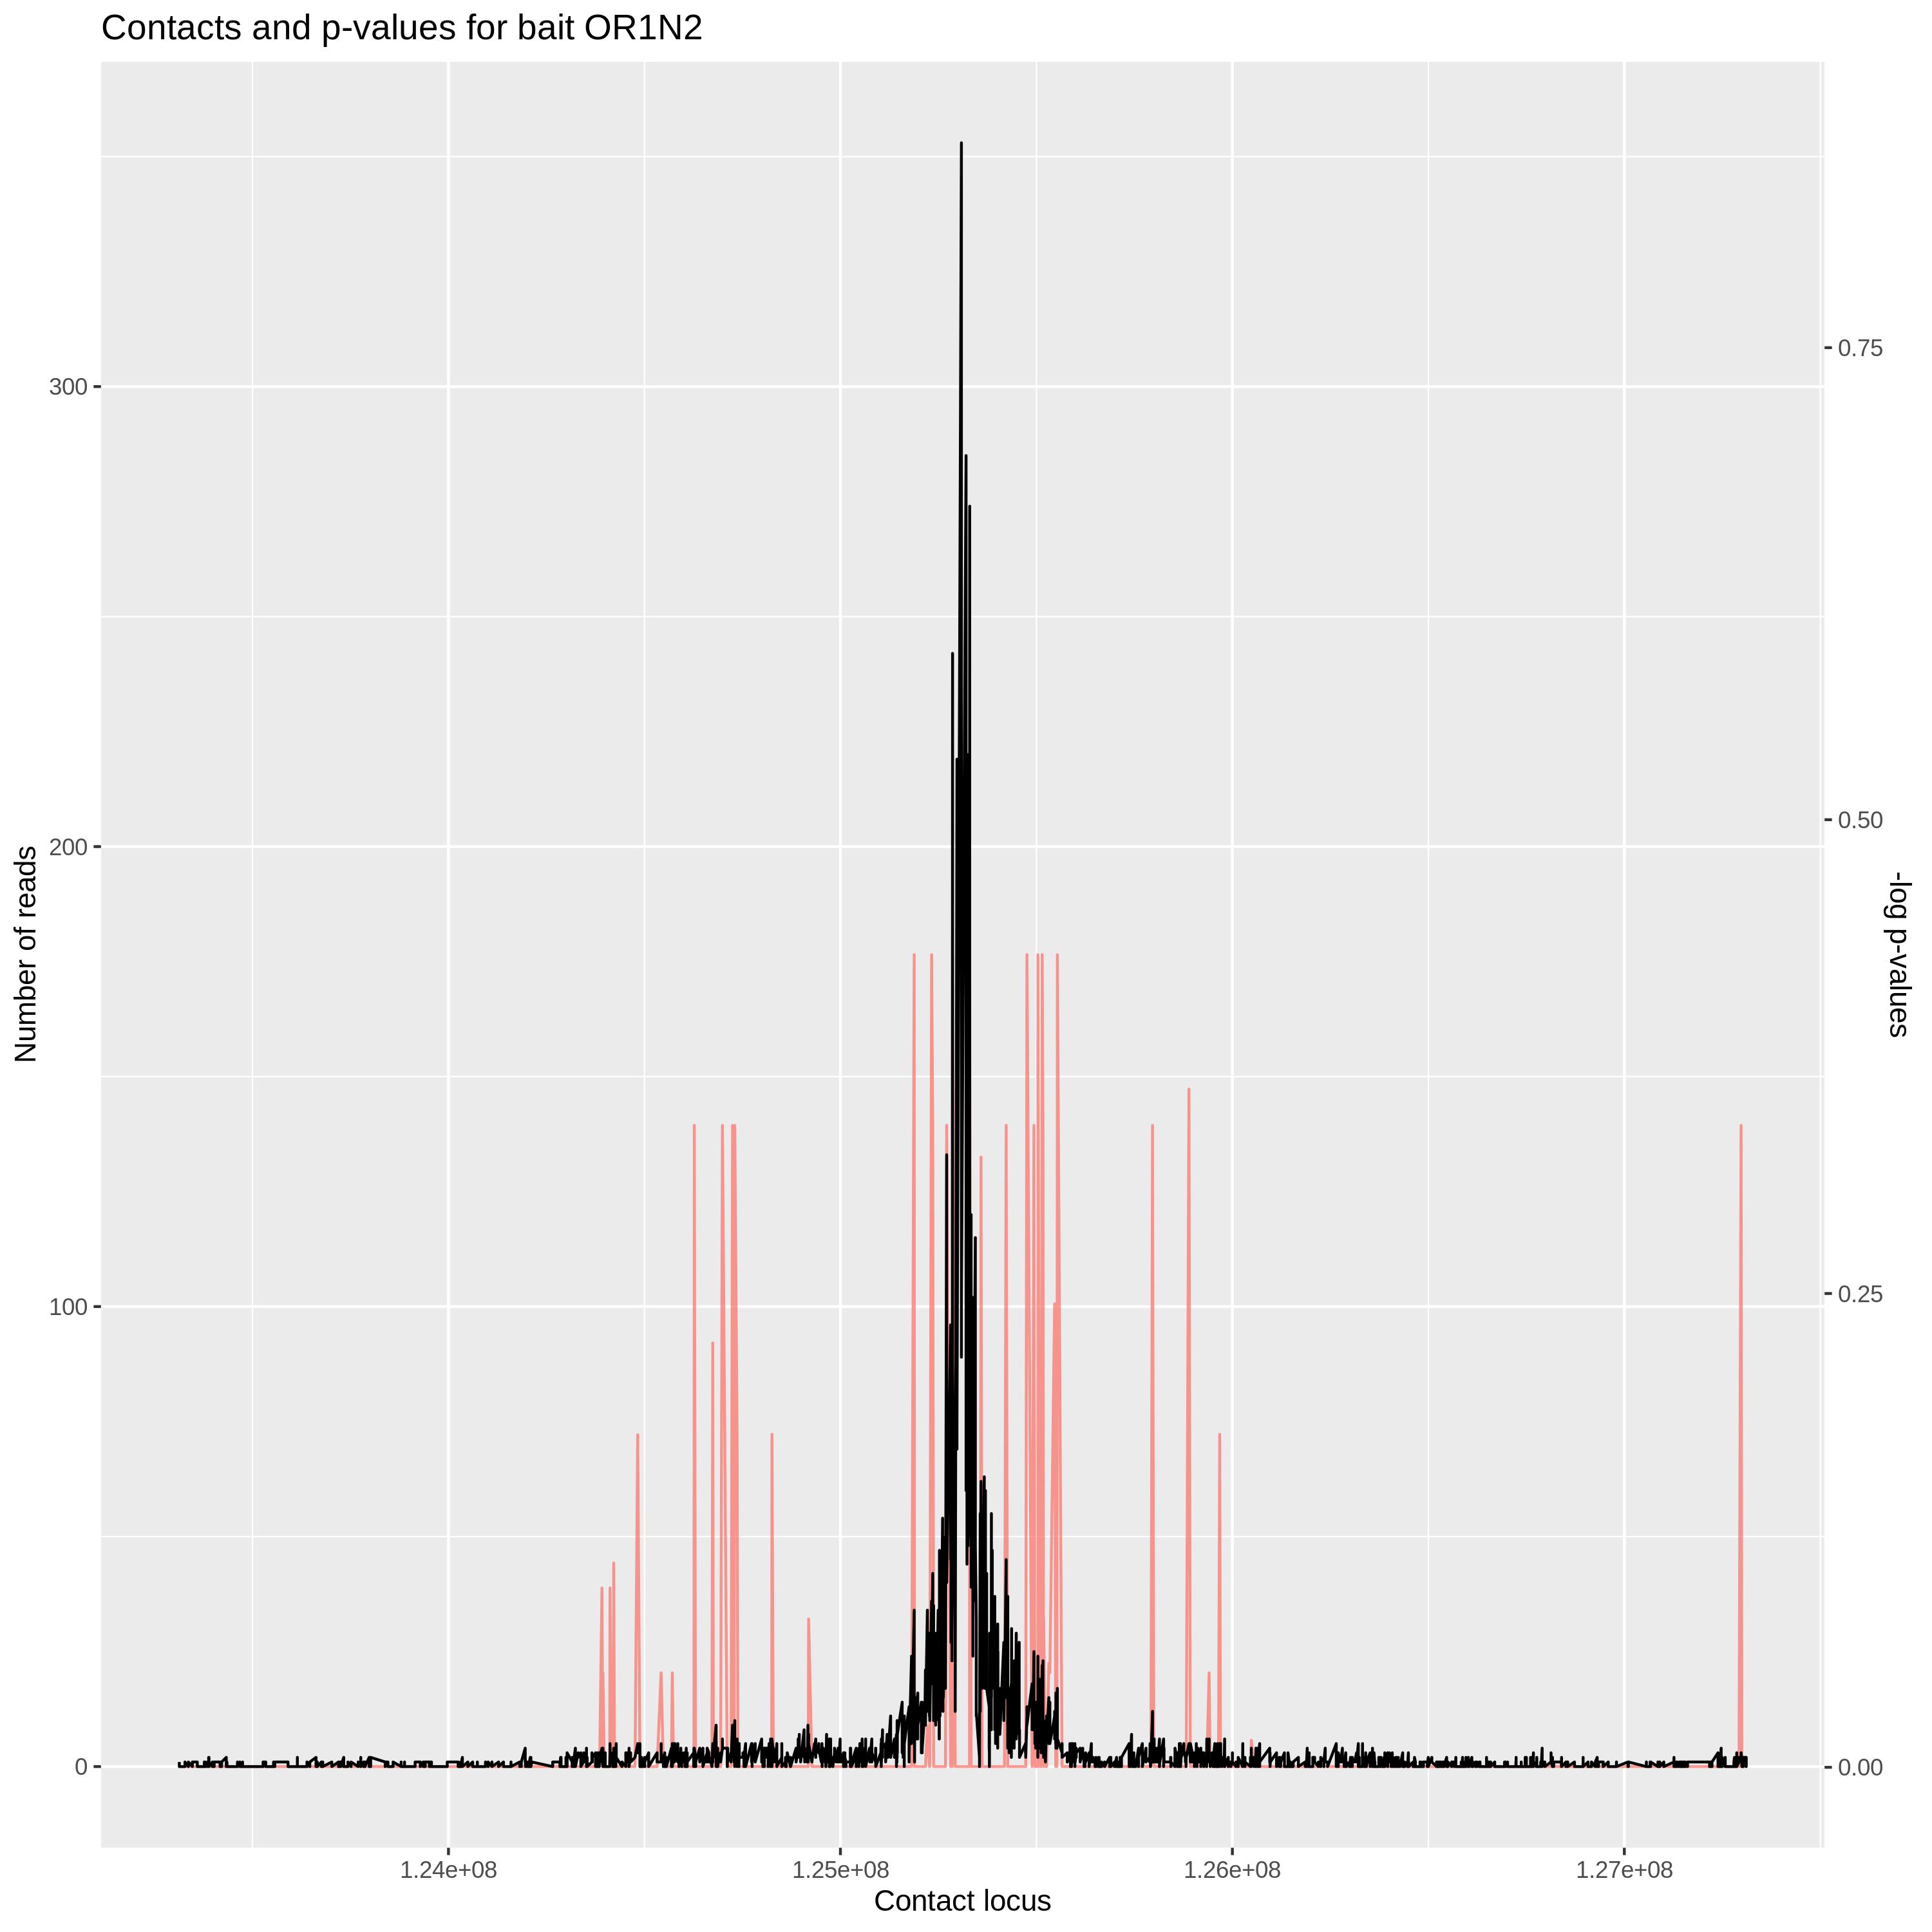 Contacts and p-values for bait OR1N2
300
200
100
0
Number of reads
0.75
0.50
0.25
0.00
-log p-values
1.24e+08
1.25e+08
1.26e+08
1.27e+08
Contact locus